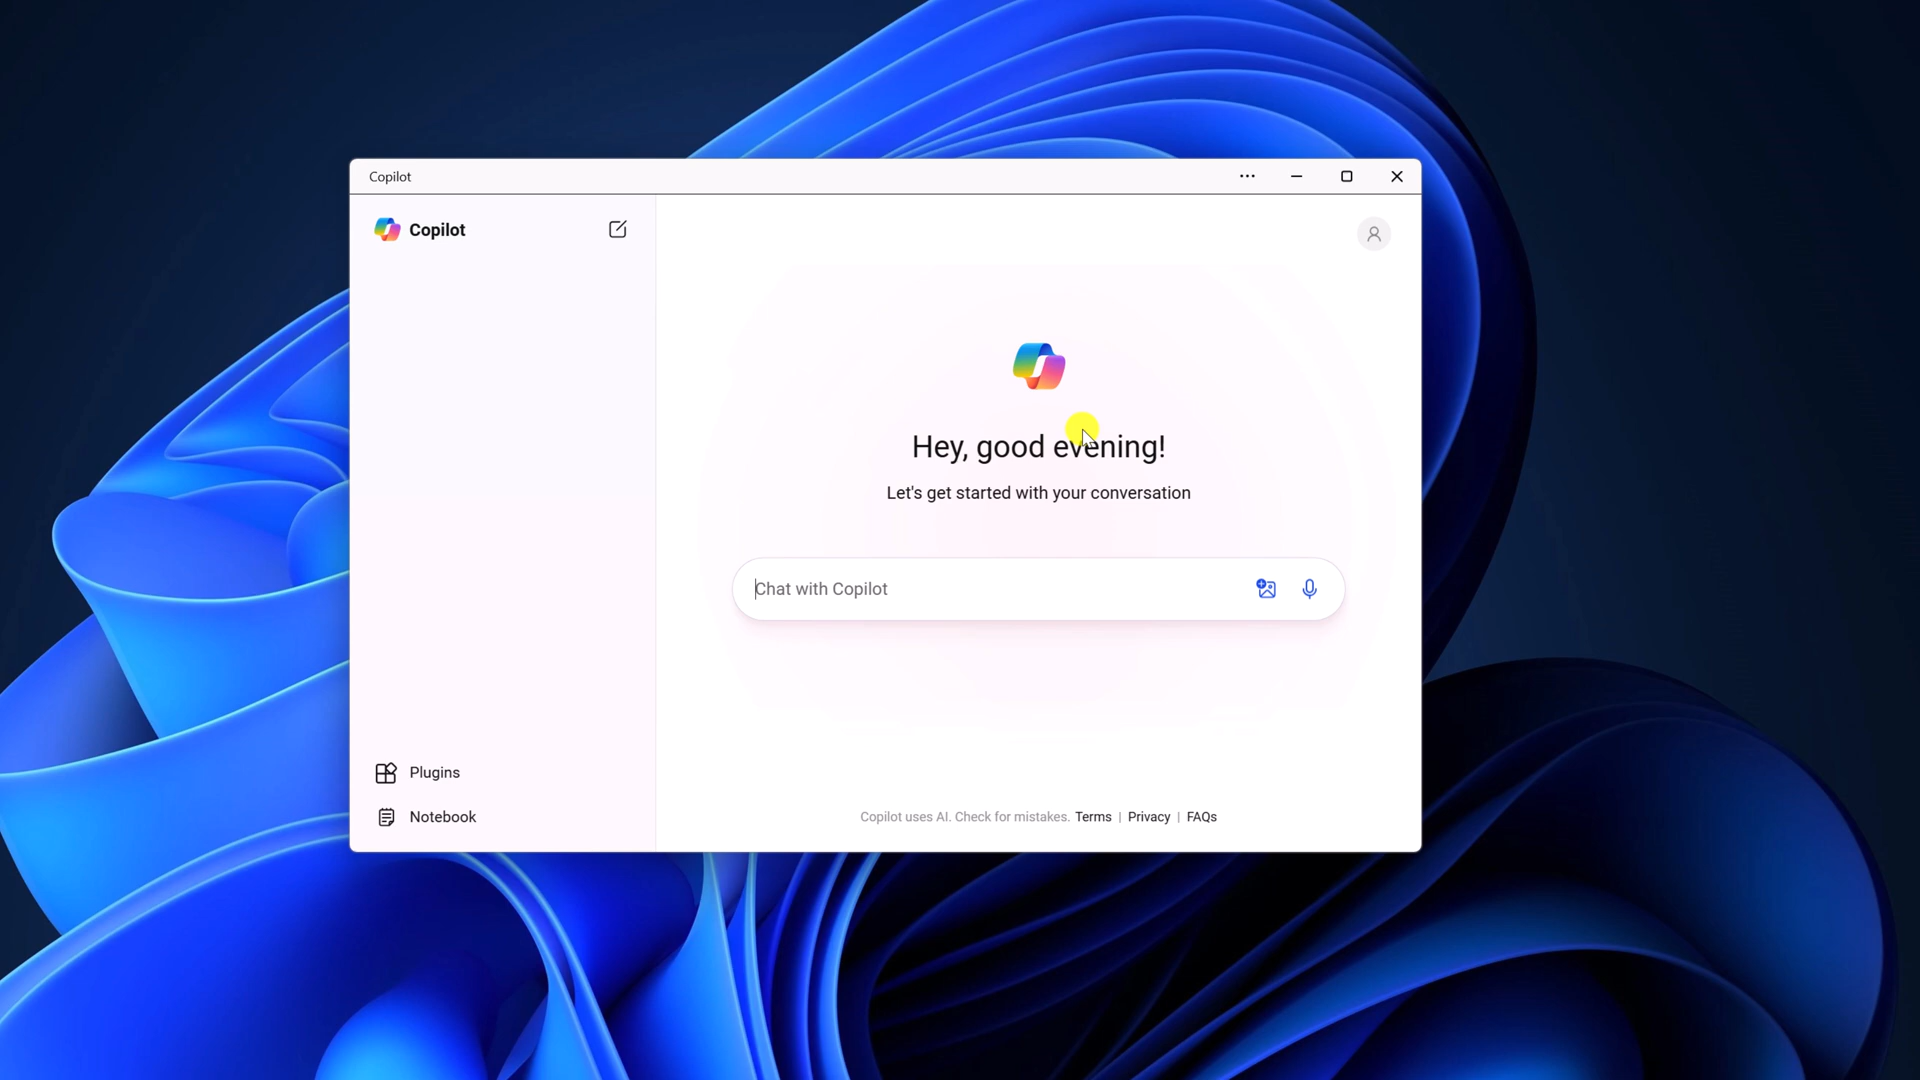 Copilot
Copilot
Hey, good evening!
Let's get started with your conversation
Chat with Copilot
Plugins
Notebook
Copilot uses AI. Check for mistakes. Terms | Privacy | FAQs